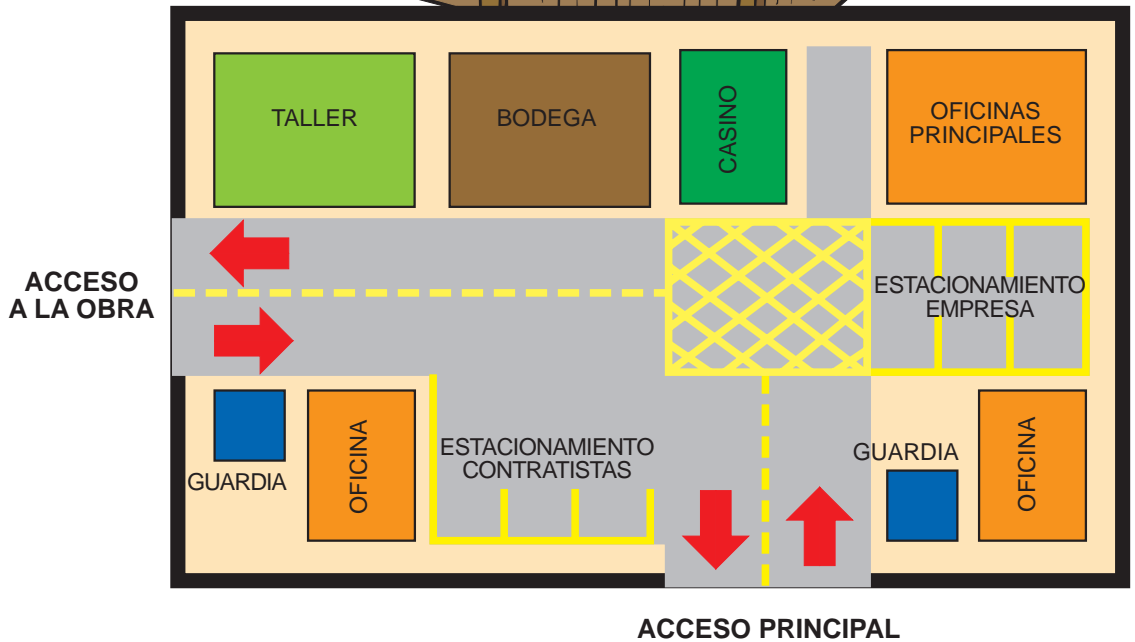 TALLER
BODEGA
CASINO
OFICINAS
PRINCIPALES
ACCESO
A LA OBRA
ESTACIONAMIENTO
EMPRESA
GUARDIA
OFICINA
ESTACIONAMIENTO
CONTRATISTAS
GUARDIA
OFICINA
ACCESO PRINCIPAL